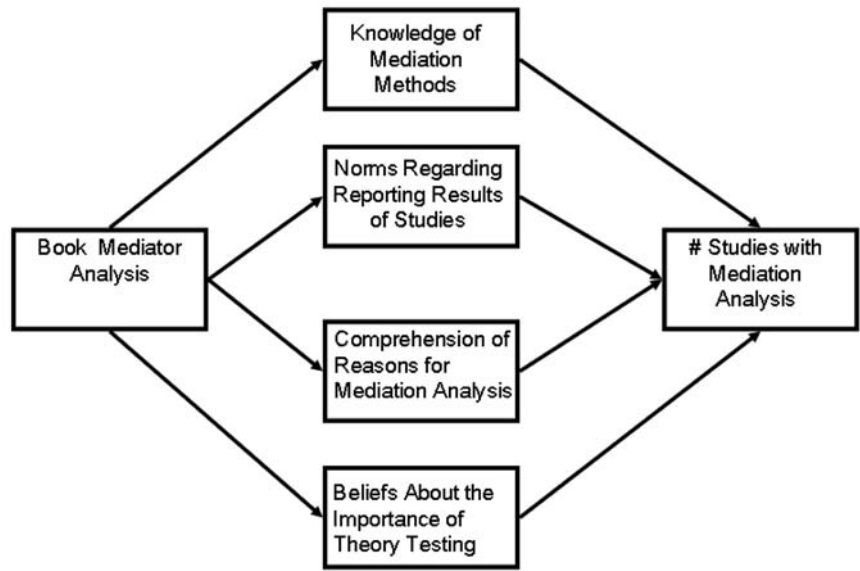 Knowledge of
Mediation
Methods
Norms Regarding
Reporting Results
of Studies
Book Mediator
Analysis
# Studies with
Mediation
Analysis
Comprehension of
Reasons for
Mediation Analysis
Beliefs About the
Importance of
Theory Testing